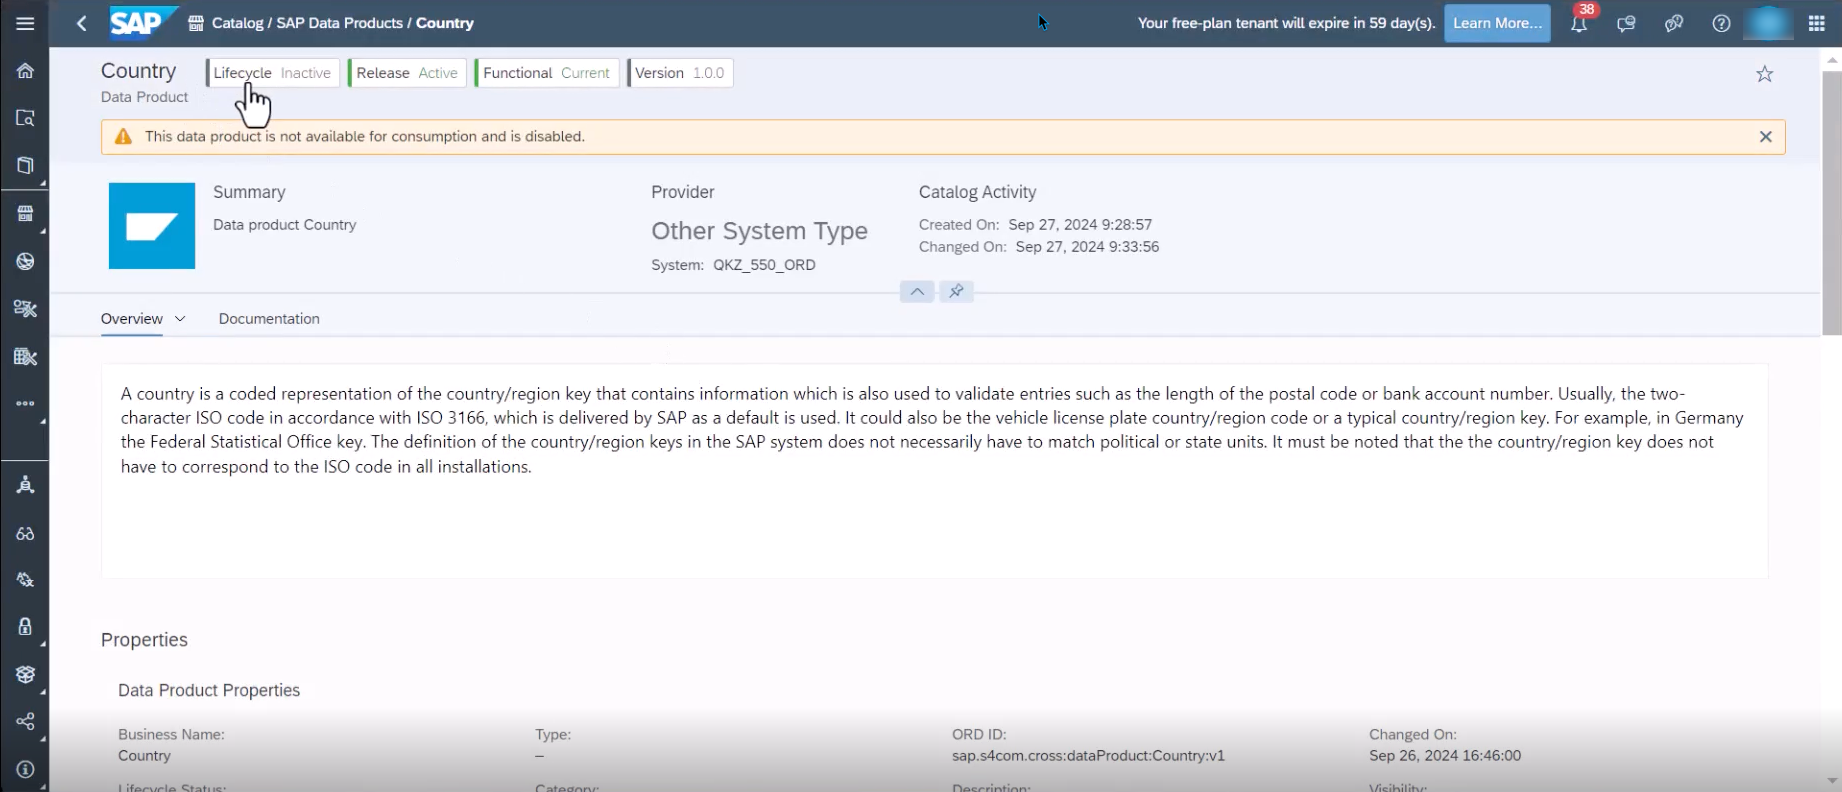 SAP
Catalog / SAP Data Products / Country
Your free-plan tenant will expire in 59 day(s).
Learn More...
38
Country
Lifecycle Inactive
Release Active
Functional Current
Version 1.0.0
Data Product
This data product is not available for consumption and is disabled.
Summary
Data product Country
Provider
Other System Type
System: QKZ_550_ORD
Catalog Activity
Created On: Sep 27, 2024 9:28:57
Changed On: Sep 27, 2024 9:33:56
Overview
Documentation
A country is a coded representation of the country/region key that contains information which is also used to validate entries such as the length of the postal code or bank account number. Usually, the two-
character ISO code in accordance with ISO 3166, which is delivered by SAP as a default is used. It could also be the vehicle license plate country/region code or a typical country/region key. For example, in Germany
the Federal Statistical Office key. The definition of the country/region keys in the SAP system does not necessarily have to match political or state units. It must be noted that the the country/region key does not
have to correspond to the ISO code in all installations.
Properties
Data Product Properties
Business Name:
Country
Type:
–
ORD ID:
sap.s4com.cross:dataProduct:Country:v1
Changed On:
Sep 26, 2024 16:46:00
Lifecycle Status:
Category:
Description:
Visibility: